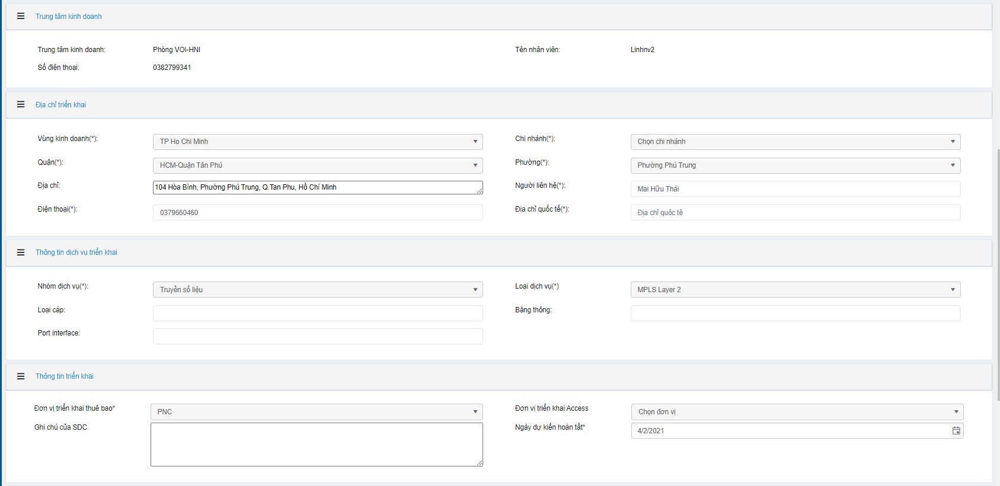 Trung tâm kinh doanh
Trung tâm kinh doanh: Phòng VOI-HNI Tên nhân viên: Linhnv2
Số điện thoại: 0382799341
Địa chỉ triển khai
Vùng kinh doanh(*): TP Ho Chi Minh Chi nhánh(*): Chọn chi nhánh
Quận(*): HCM-Quận Tân Phú Phường(*): Phường Phú Trung
Địa chỉ: 104 Hòa Bình, Phường Phú Trung, Q.Tan Phu, Hồ Chí Minh Người liên hệ(*): Mai Hữu Thái
Điện thoại(*): 0379660460 Địa chỉ quốc tế(*): Địa chỉ quôc tê
Thông tin dịch vụ triển khai
Nhóm dịch vụ(*): Truyền số liệu Loại dịch vụ(*) MPLS Layer 2
Loại cáp: Băng thông:
Port interface:
Thông tin triển khai
Đơn vị triển khai thuê bao* PNC Đơn vị triển khai Access Chọn đơn vị
Ghi chú của SDC Ngày dự kiến hoàn tất* 4/2/2021